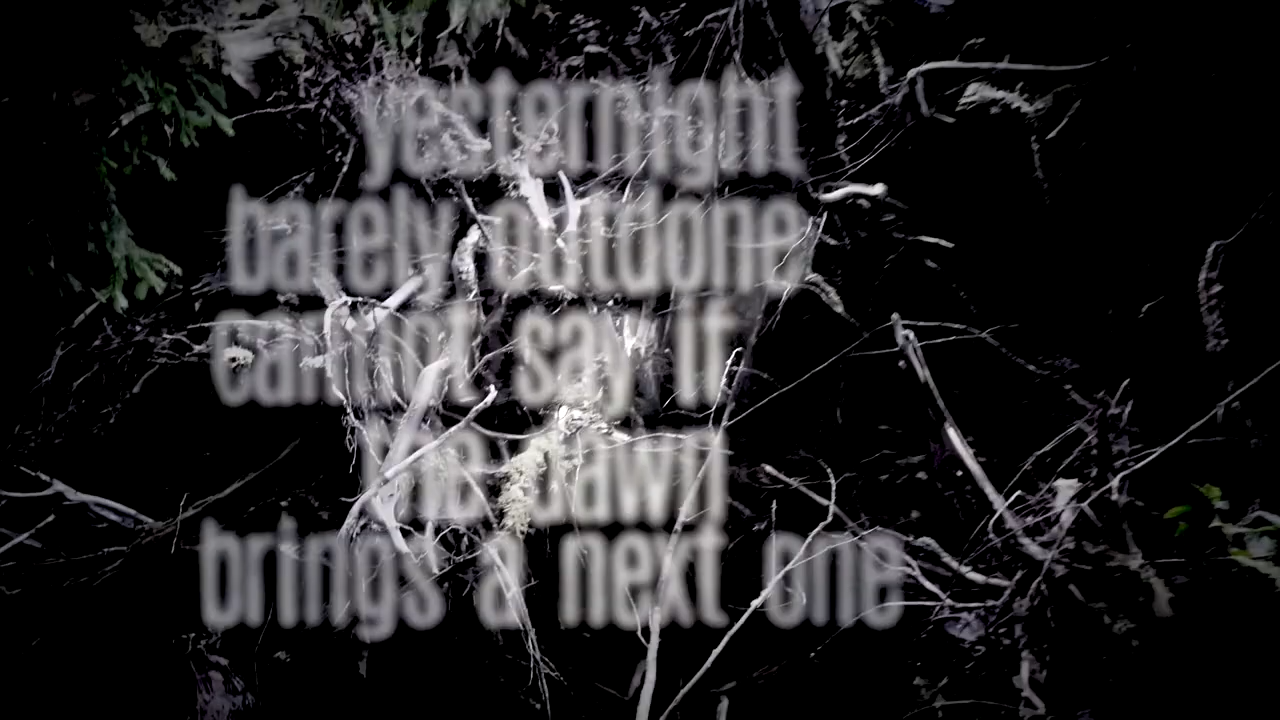 yesternight
barely outdone
cannot say if
the dawn
brings a next one